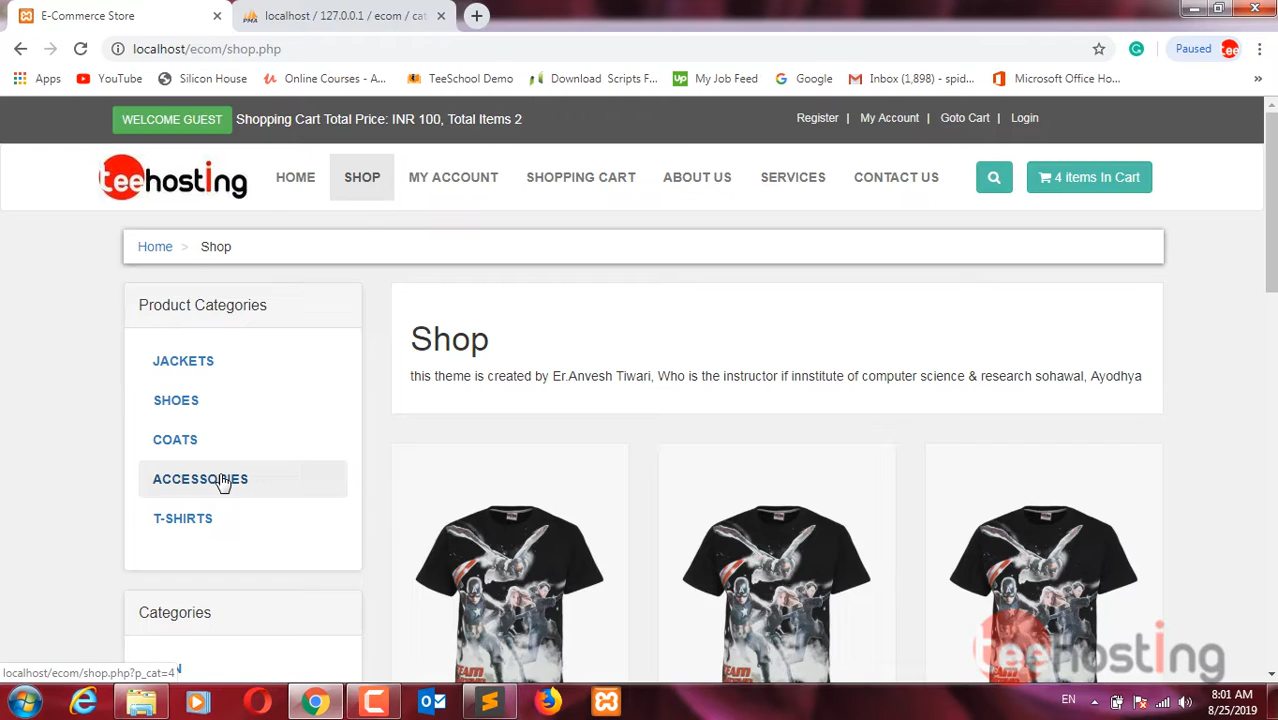 E-Commerce Store
localhost / 127.0.0.1 / ecom / cat
localhost/ecom/shop.php
Paused
tee
Apps
YouTube
Silicon House
Online Courses - A...
TeeSchool Demo
Download Scripts F...
Up
My Job Feed
Google
Inbox (1,898) - spid...
Microsoft Office Ho...
»
WELCOME GUEST
Shopping Cart Total Price: INR 100, Total Items 2
Register |
My Account |
Goto Cart |
Login
teehosting
HOME
SHOP
MY ACCOUNT
SHOPPING CART
ABOUT US
SERVICES
CONTACT US
4 items In Cart
Home > Shop
Product Categories
JACKETS
SHOES
COATS
ACCESSORIES
T-SHIRTS
Categories
Shop
this theme is created by Er.Anvesh Tiwari, Who is the instructor if innstitute of computer science & research sohawal, Ayodhya
teehosting
localhost/ecom/shop.php?p_cat=4
EN
8:01 AM
8/25/2019